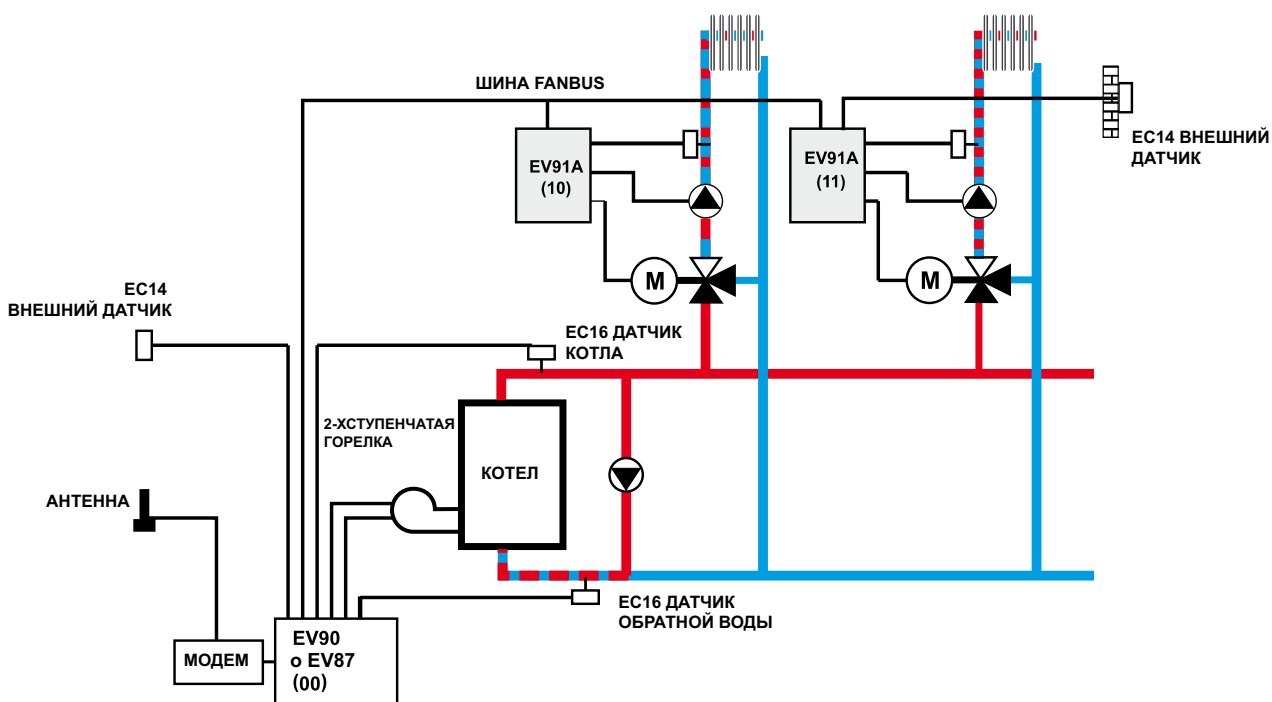 ШИНА FANBUS
EV91A
(10)
EV91A
(11)
EC14 ВНЕШНИЙ
ДАТЧИК
M
M
EC14
ВНЕШНИЙ ДАТЧИК
EC16 ДАТЧИК
КОТЛА
2-ХСТУПЕНЧАТАЯ
ГОРЕЛКА
КОТЕЛ
АНТЕННА
EC16 ДАТЧИК
ОБРАТНОЙ ВОДЫ
МОДЕМ
EV90
о EV87
(00)